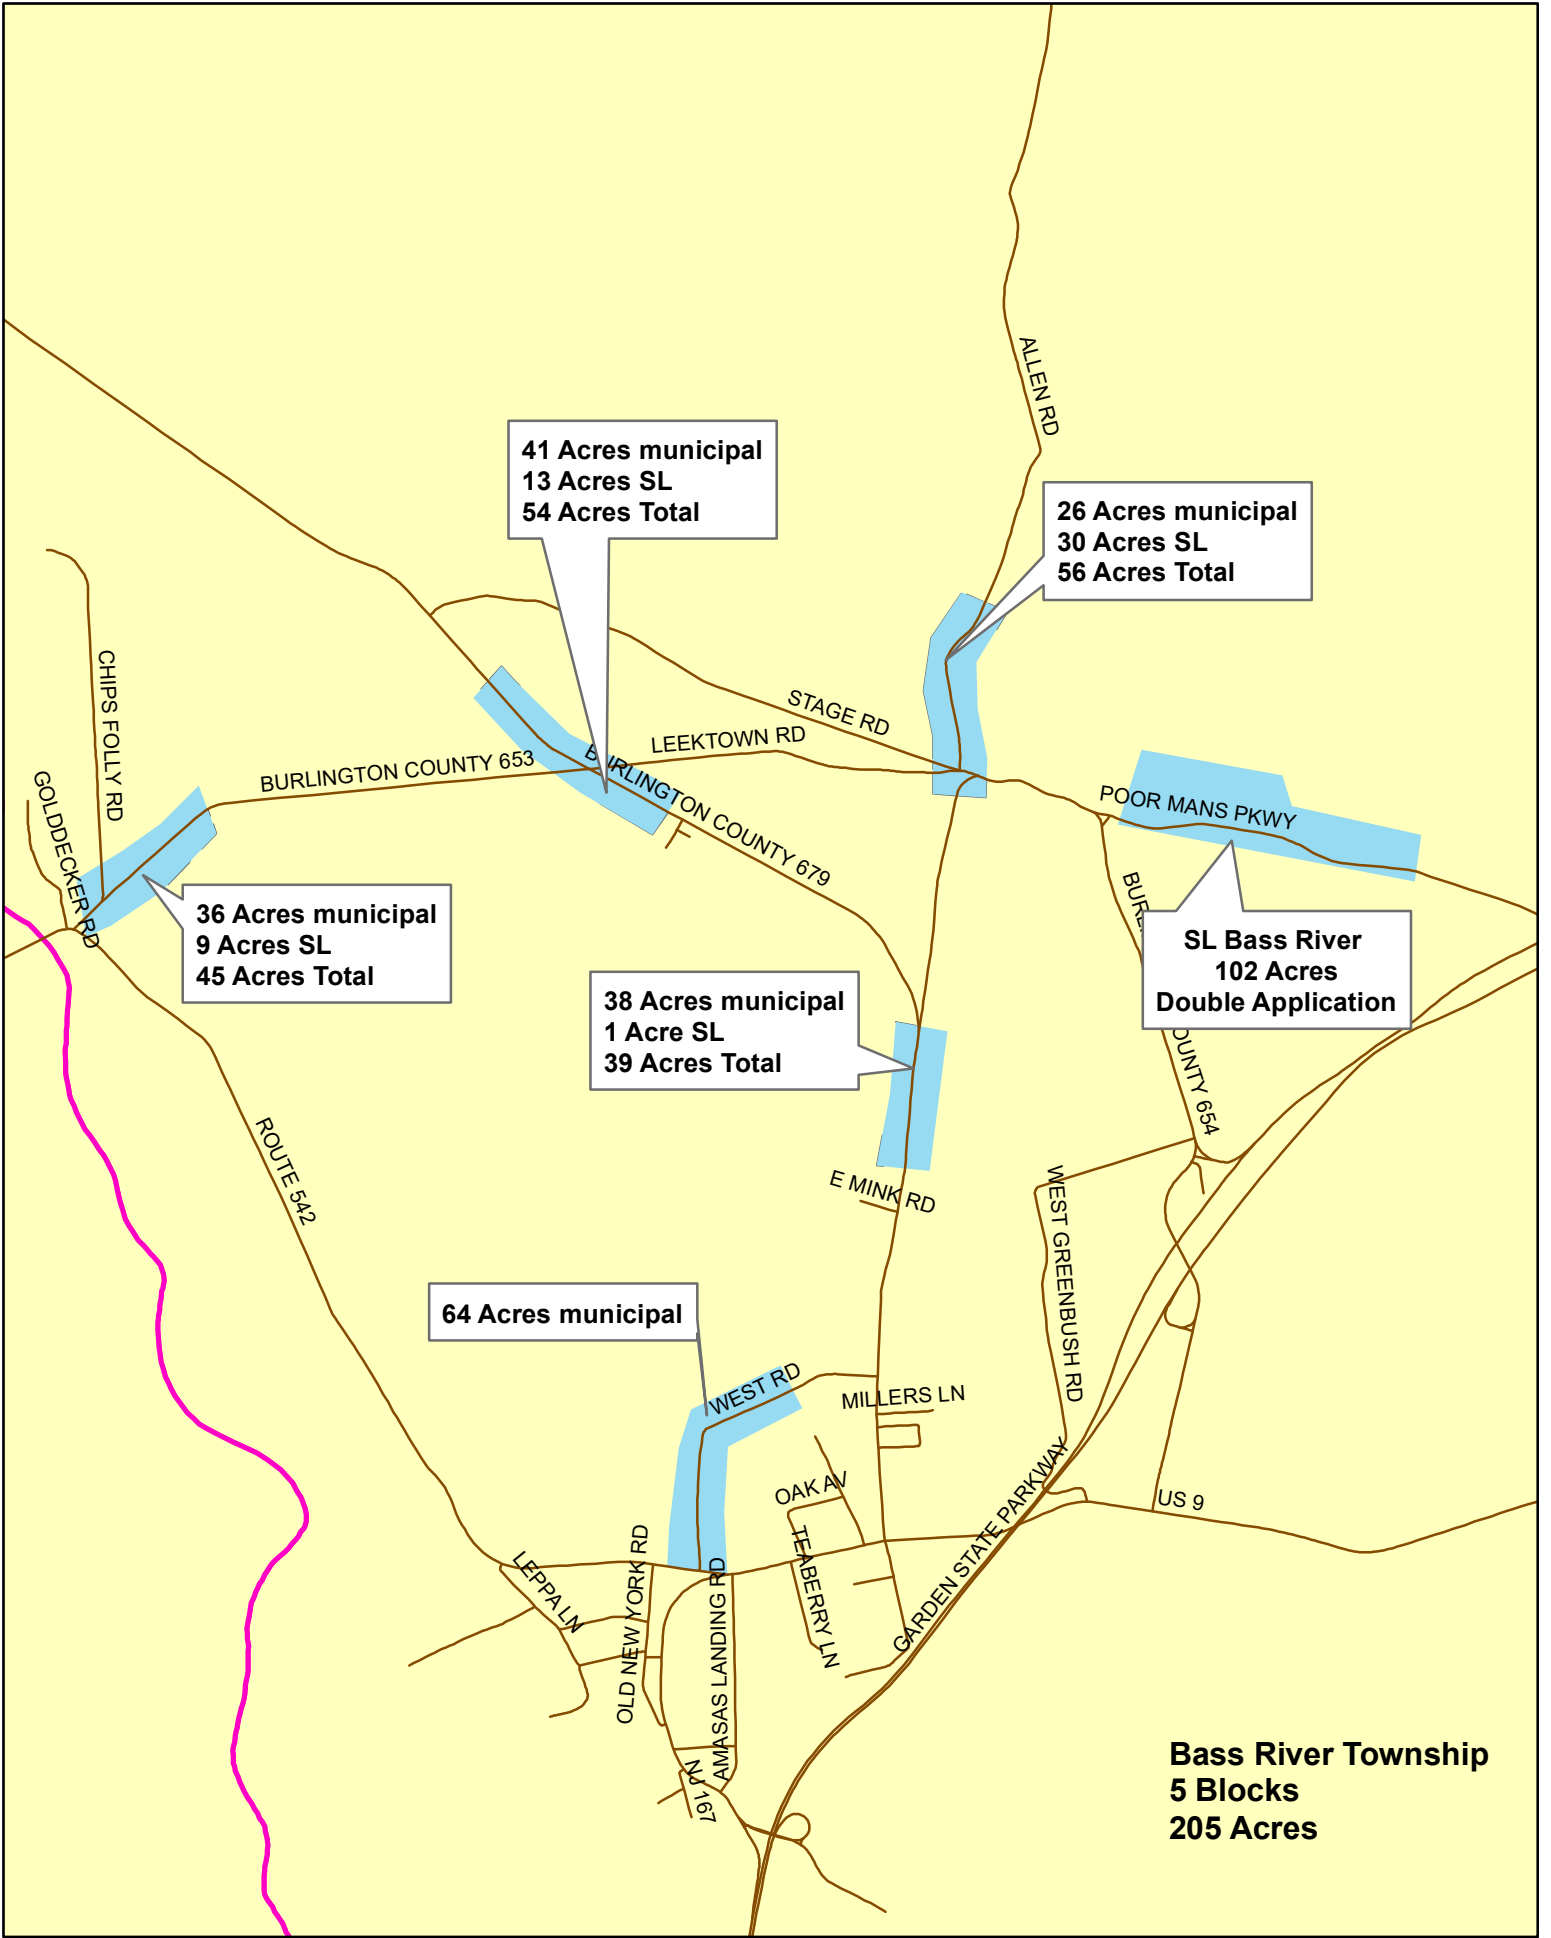 ALLEN RD
41 Acres municipal
13 Acres SL
54 Acres Total
26 Acres municipal
30 Acres SL
56 Acres Total
CHIPS FOLLY RD
STAGE RD
LEEKTOWN RD
BURLINGTON COUNTY 653
BURLINGTON COUNTY 679
GOLDDECKER RD
POOR MANS PKWY
36 Acres municipal
9 Acres SL
45 Acres Total
BURL
OUNTY 654
SL Bass River
102 Acres
Double Application
38 Acres municipal
1 Acre SL
39 Acres Total
ROUTE 542
E MINK RD
WEST GREENBUSH RD
64 Acres municipal
WEST RD
MILLERS LN
OAK AV
TEABERRY LN
GARDEN STATE PARKWAY
US 9
LEPPA LN
OLD NEW YORK RD
AMASAS LANDING RD
NJ 167
Bass River Township
5 Blocks
205 Acres